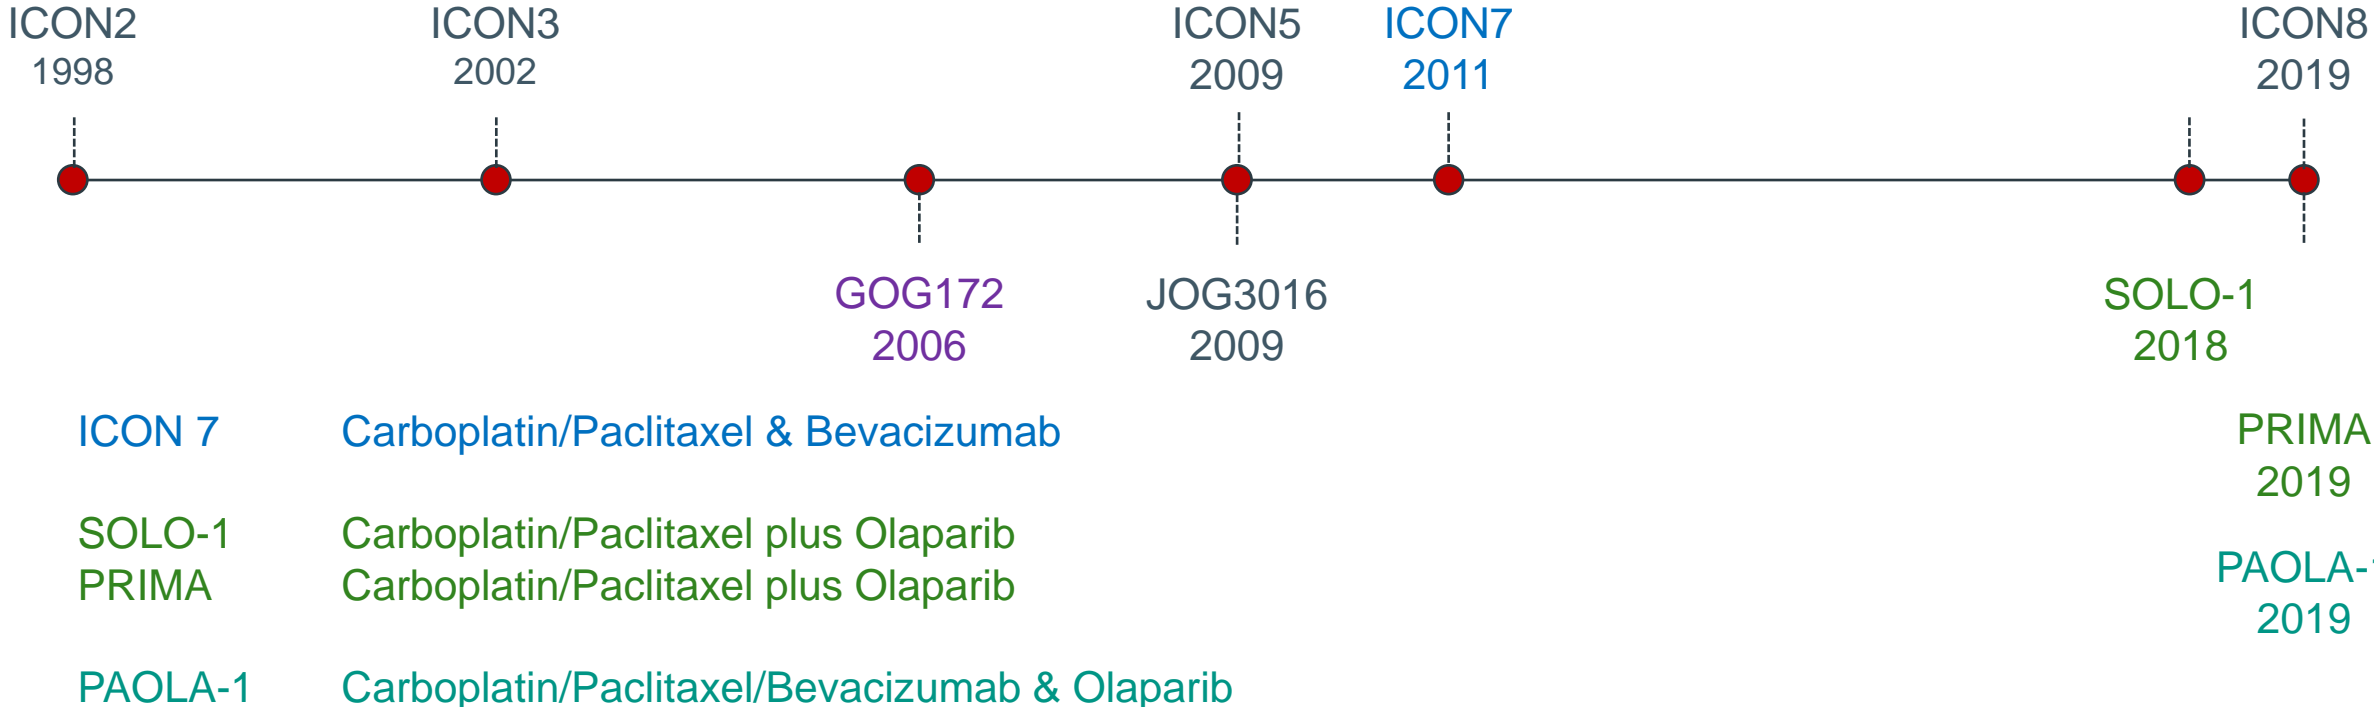 ICON2
1998
ICON3
2002
ICON5
2009
ICON7
2011
ICON8
2019
GOG172
2006
JOG3016
2009
SOLO-1
2018
PRIMA
2019
PAOLA-1
2019
ICON 7 Carboplatin/Paclitaxel & Bevacizumab
SOLO-1 Carboplatin/Paclitaxel plus Olaparib
PRIMA Carboplatin/Paclitaxel plus Olaparib
PAOLA-1 Carboplatin/Paclitaxel/Bevacizumab & Olaparib